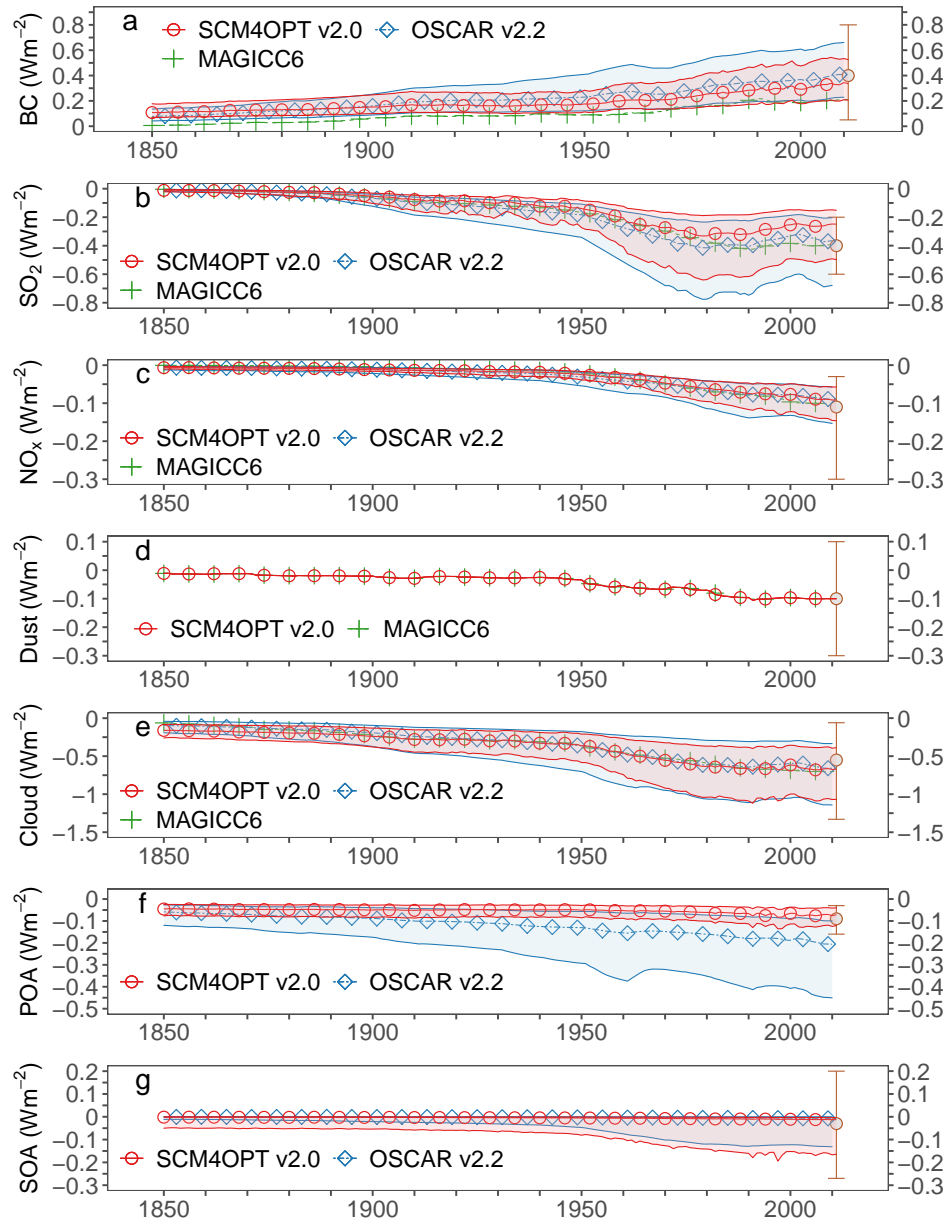 a
SCM4OPT v2.0 OSCAR v2.2
MAGICC6
BC (Wm−2)
0.8 0.8
0.6 0.6
0.4 0.4
0.2 0.2
0 0
1850 1900 1950 2000
b
SCM4OPT v2.0 OSCAR v2.2
MAGICC6
SO2 (Wm−2)
0 0
−0.2 −0.2
−0.4 −0.4
−0.6 −0.6
−0.8 −0.8
1850 1900 1950 2000
c
SCM4OPT v2.0 OSCAR v2.2
MAGICC6
NOx (Wm−2)
0 0
−0.1 −0.1
−0.2 −0.2
−0.3 −0.3
1850 1900 1950 2000
d
SCM4OPT v2.0 MAGICC6
Dust (Wm−2)
0.1 0.1
0 0
−0.1 −0.1
−0.2 −0.2
−0.3 −0.3
1850 1900 1950 2000
e
SCM4OPT v2.0 OSCAR v2.2
MAGICC6
Cloud (Wm−2)
0 0
−0.5 −0.5
−1 −1
−1.5 −1.5
1850 1900 1950 2000
f
SCM4OPT v2.0 OSCAR v2.2
POA (Wm−2)
0 0
−0.1 −0.1
−0.2 −0.2
−0.3 −0.3
−0.4 −0.4
−0.5 −0.5
1850 1900 1950 2000
g
SCM4OPT v2.0 OSCAR v2.2
SOA (Wm−2)
0.2 0.2
0.1 0.1
0 0
−0.1 −0.1
−0.2 −0.2
−0.3 −0.3
1850 1900 1950 2000